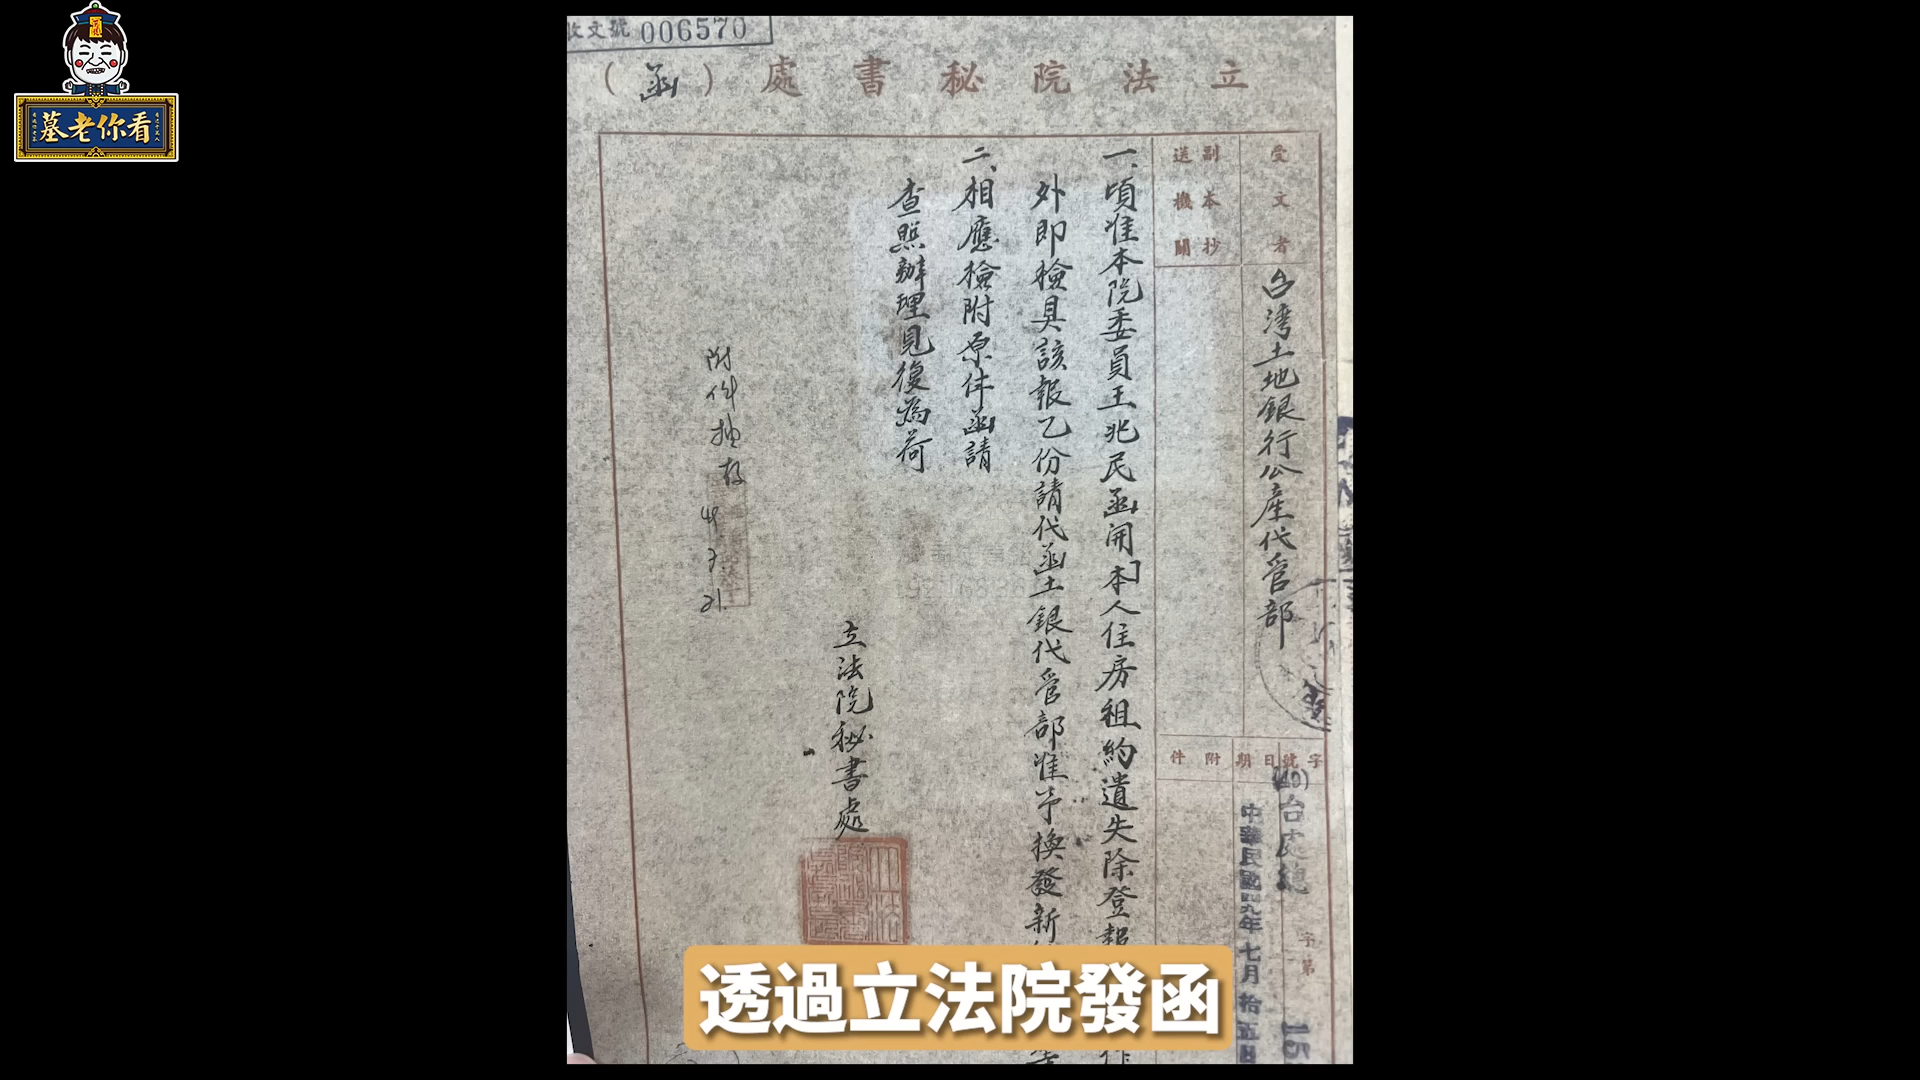 墓老你看
收文號 006570
立法院秘書處（函）
受文者
台湾土地銀行公產代管部
副本抄送機關
字號
(49)台處總
字第
15
日期
中華民國四九年七月拾五日
附件
一、頃准本院委員王兆民函開「本人住房租約遺失除登報作
外即檢具該報乙份請代函土銀代管部准予換發新
二、相應檢附原件函請
查照辦理見復為荷
立法院秘書處
附件抽存
透過立法院發函